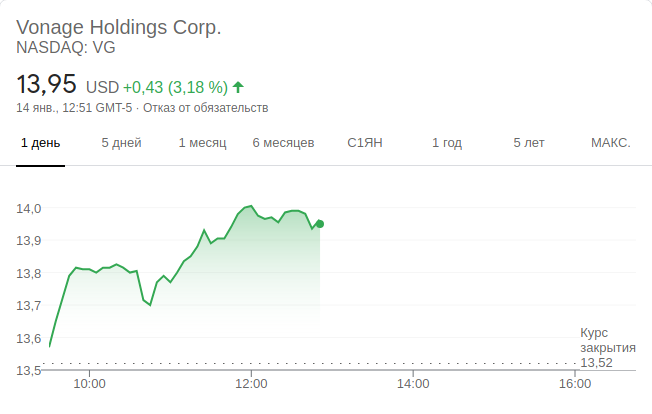 Vonage Holdings Corp.
NASDAQ: VG
13,95 USD +0,43 (3,18 %)
14 янв., 12:51 GMT-5 · Отказ от обязательств
1 день 5 дней 1 месяц 6 месяцев С1ЯН 1 год 5 лет МАКС.
14,0
13,9
13,8
13,7
13,6
Курс
закрытия
13,52
13,5
10:00 12:00 14:00 16:00